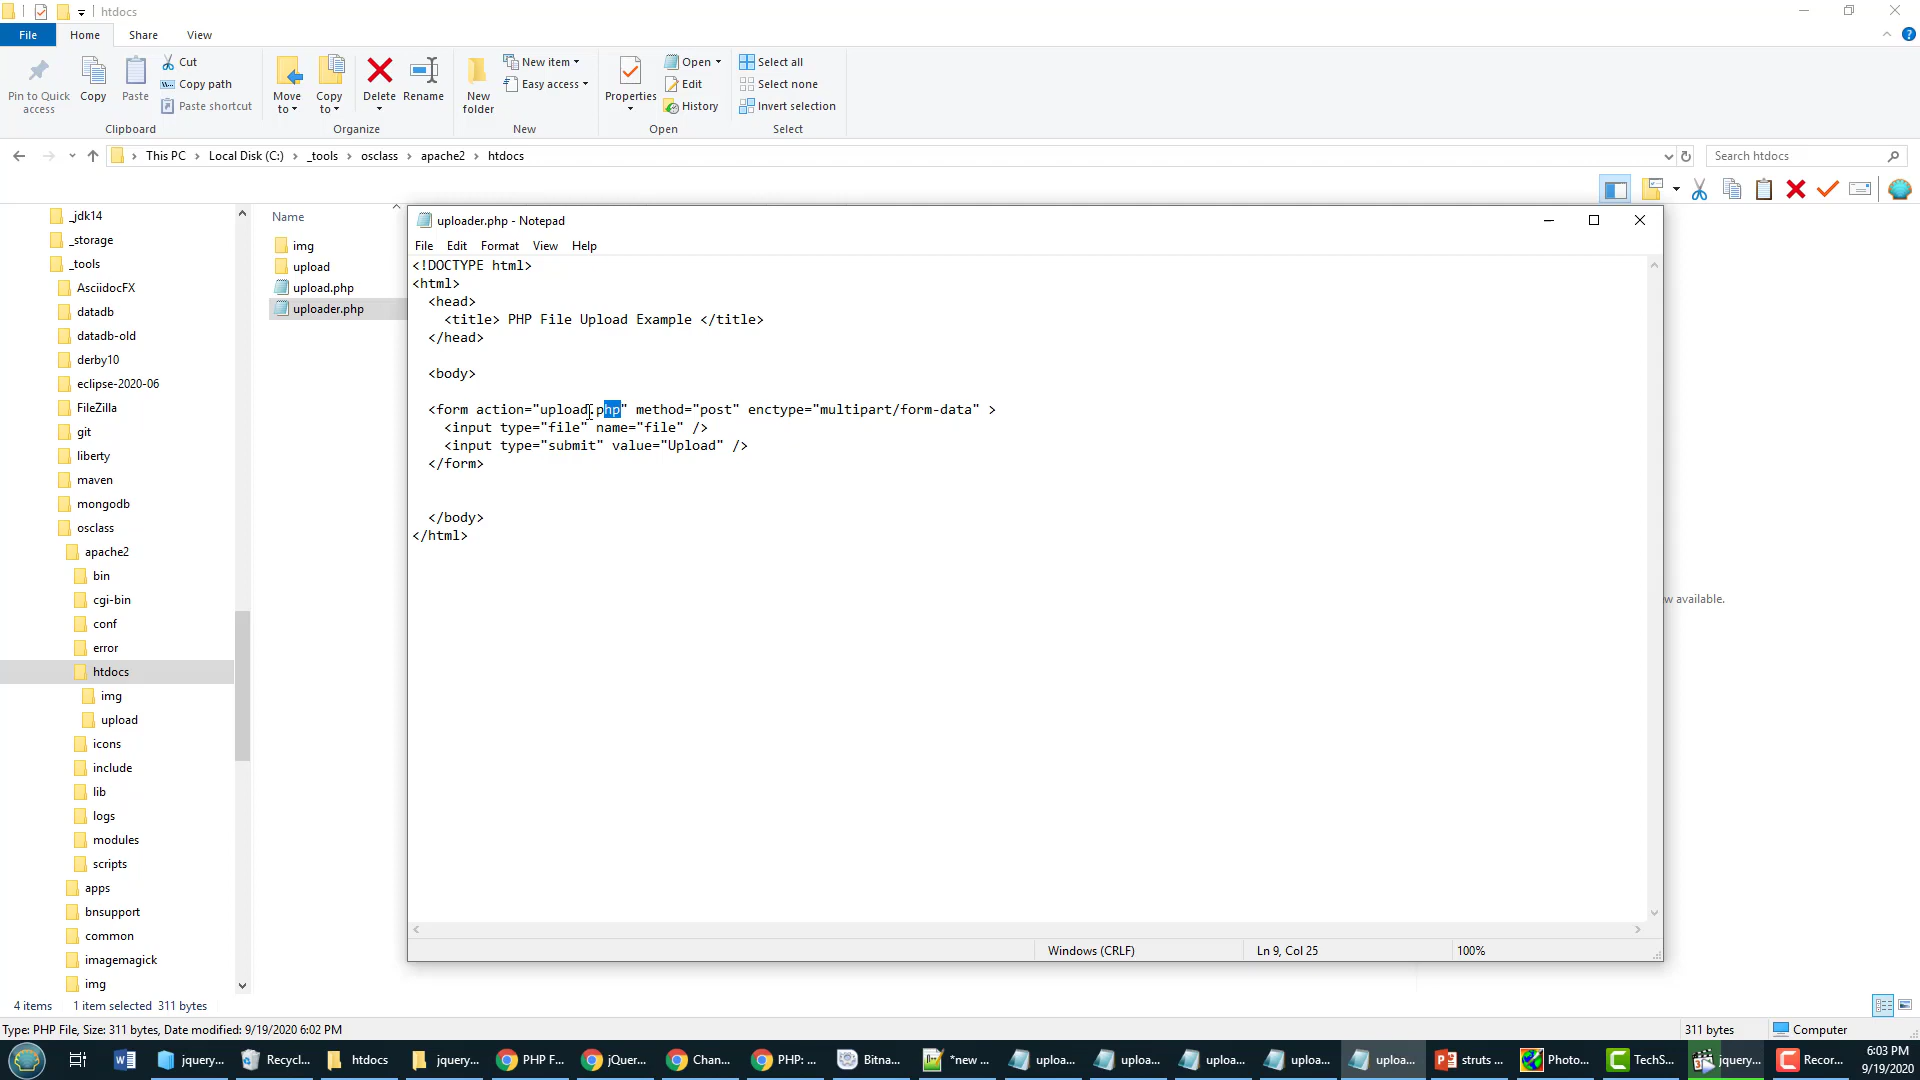 htdocs
File Home Share View
Pin to Quick access
Copy
Paste
Cut
Copy path
Paste shortcut
Clipboard
Move to
Copy to
Delete
Rename
Organize
New folder
New item
Easy access
New
Properties
Open
Edit
History
Open
Select all
Select none
Invert selection
Select
This PC > Local Disk (C:) > _tools > osclass > apache2 > htdocs
Search htdocs
_jdk14
_storage
_tools
AsciidocFX
datadb
datadb-old
derby10
eclipse-2020-06
FileZilla
git
liberty
maven
mongodb
osclass
apache2
bin
cgi-bin
conf
error
htdocs
img
upload
icons
include
lib
logs
modules
scripts
apps
bnsupport
common
imagemagick
img
Name
img
upload
upload.php
uploader.php
uploader.php - Notepad
File Edit Format View Help
<!DOCTYPE html>
<html>
<head>
<title> PHP File Upload Example </title>
</head>
<body>
<form action="upload.php" method="post" enctype="multipart/form-data" >
<input type="file" name="file" />
<input type="submit" value="Upload" />
</form>
</body>
</html>
Windows (CRLF) Ln 9, Col 25 100%
w available.
4 items 1 item selected 311 bytes
Type: PHP File, Size: 311 bytes, Date modified: 9/19/2020 6:02 PM
311 bytes Computer
jquery... Recycl... htdocs jquery... PHP F... jQuer... Chan... PHP: ... Bitna... *new ... uploa... uploa... uploa... uploa... uploa... struts ... Photo... TechS... jquery... Recor...
6:03 PM
9/19/2020